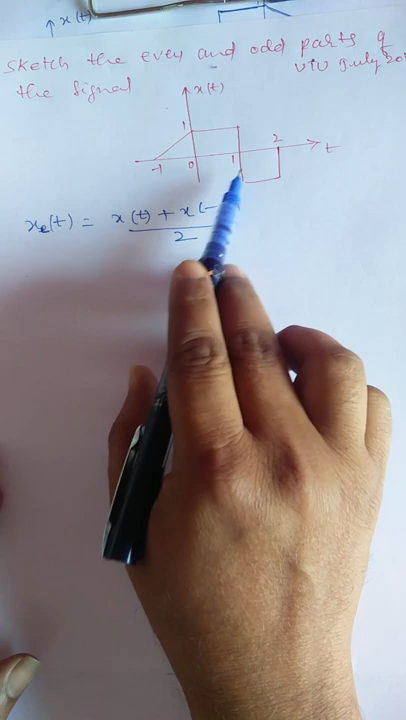 x(t)
Sketch the even and odd parts of
the Signal
VTU July 20
x(t)
1
-1
0
1
2
t
xe(t) = x(t) + x(-
2